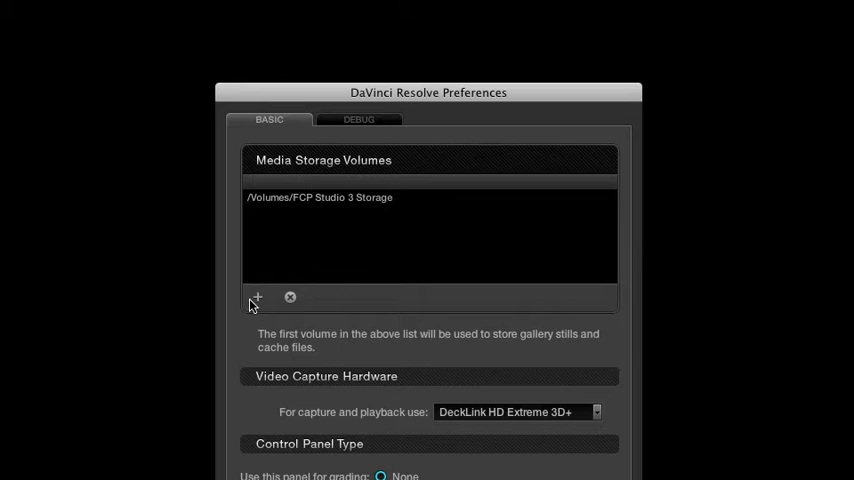 DaVinci Resolve Preferences
BASIC
DEBUG
Media Storage Volumes
/Volumes/FCP Studio 3 Storage
The first volume in the above list will be used to store gallery stills and
cache files.
Video Capture Hardware
For capture and playback use:
DeckLink HD Extreme 3D+
Control Panel Type
Use this panel for grading:
None